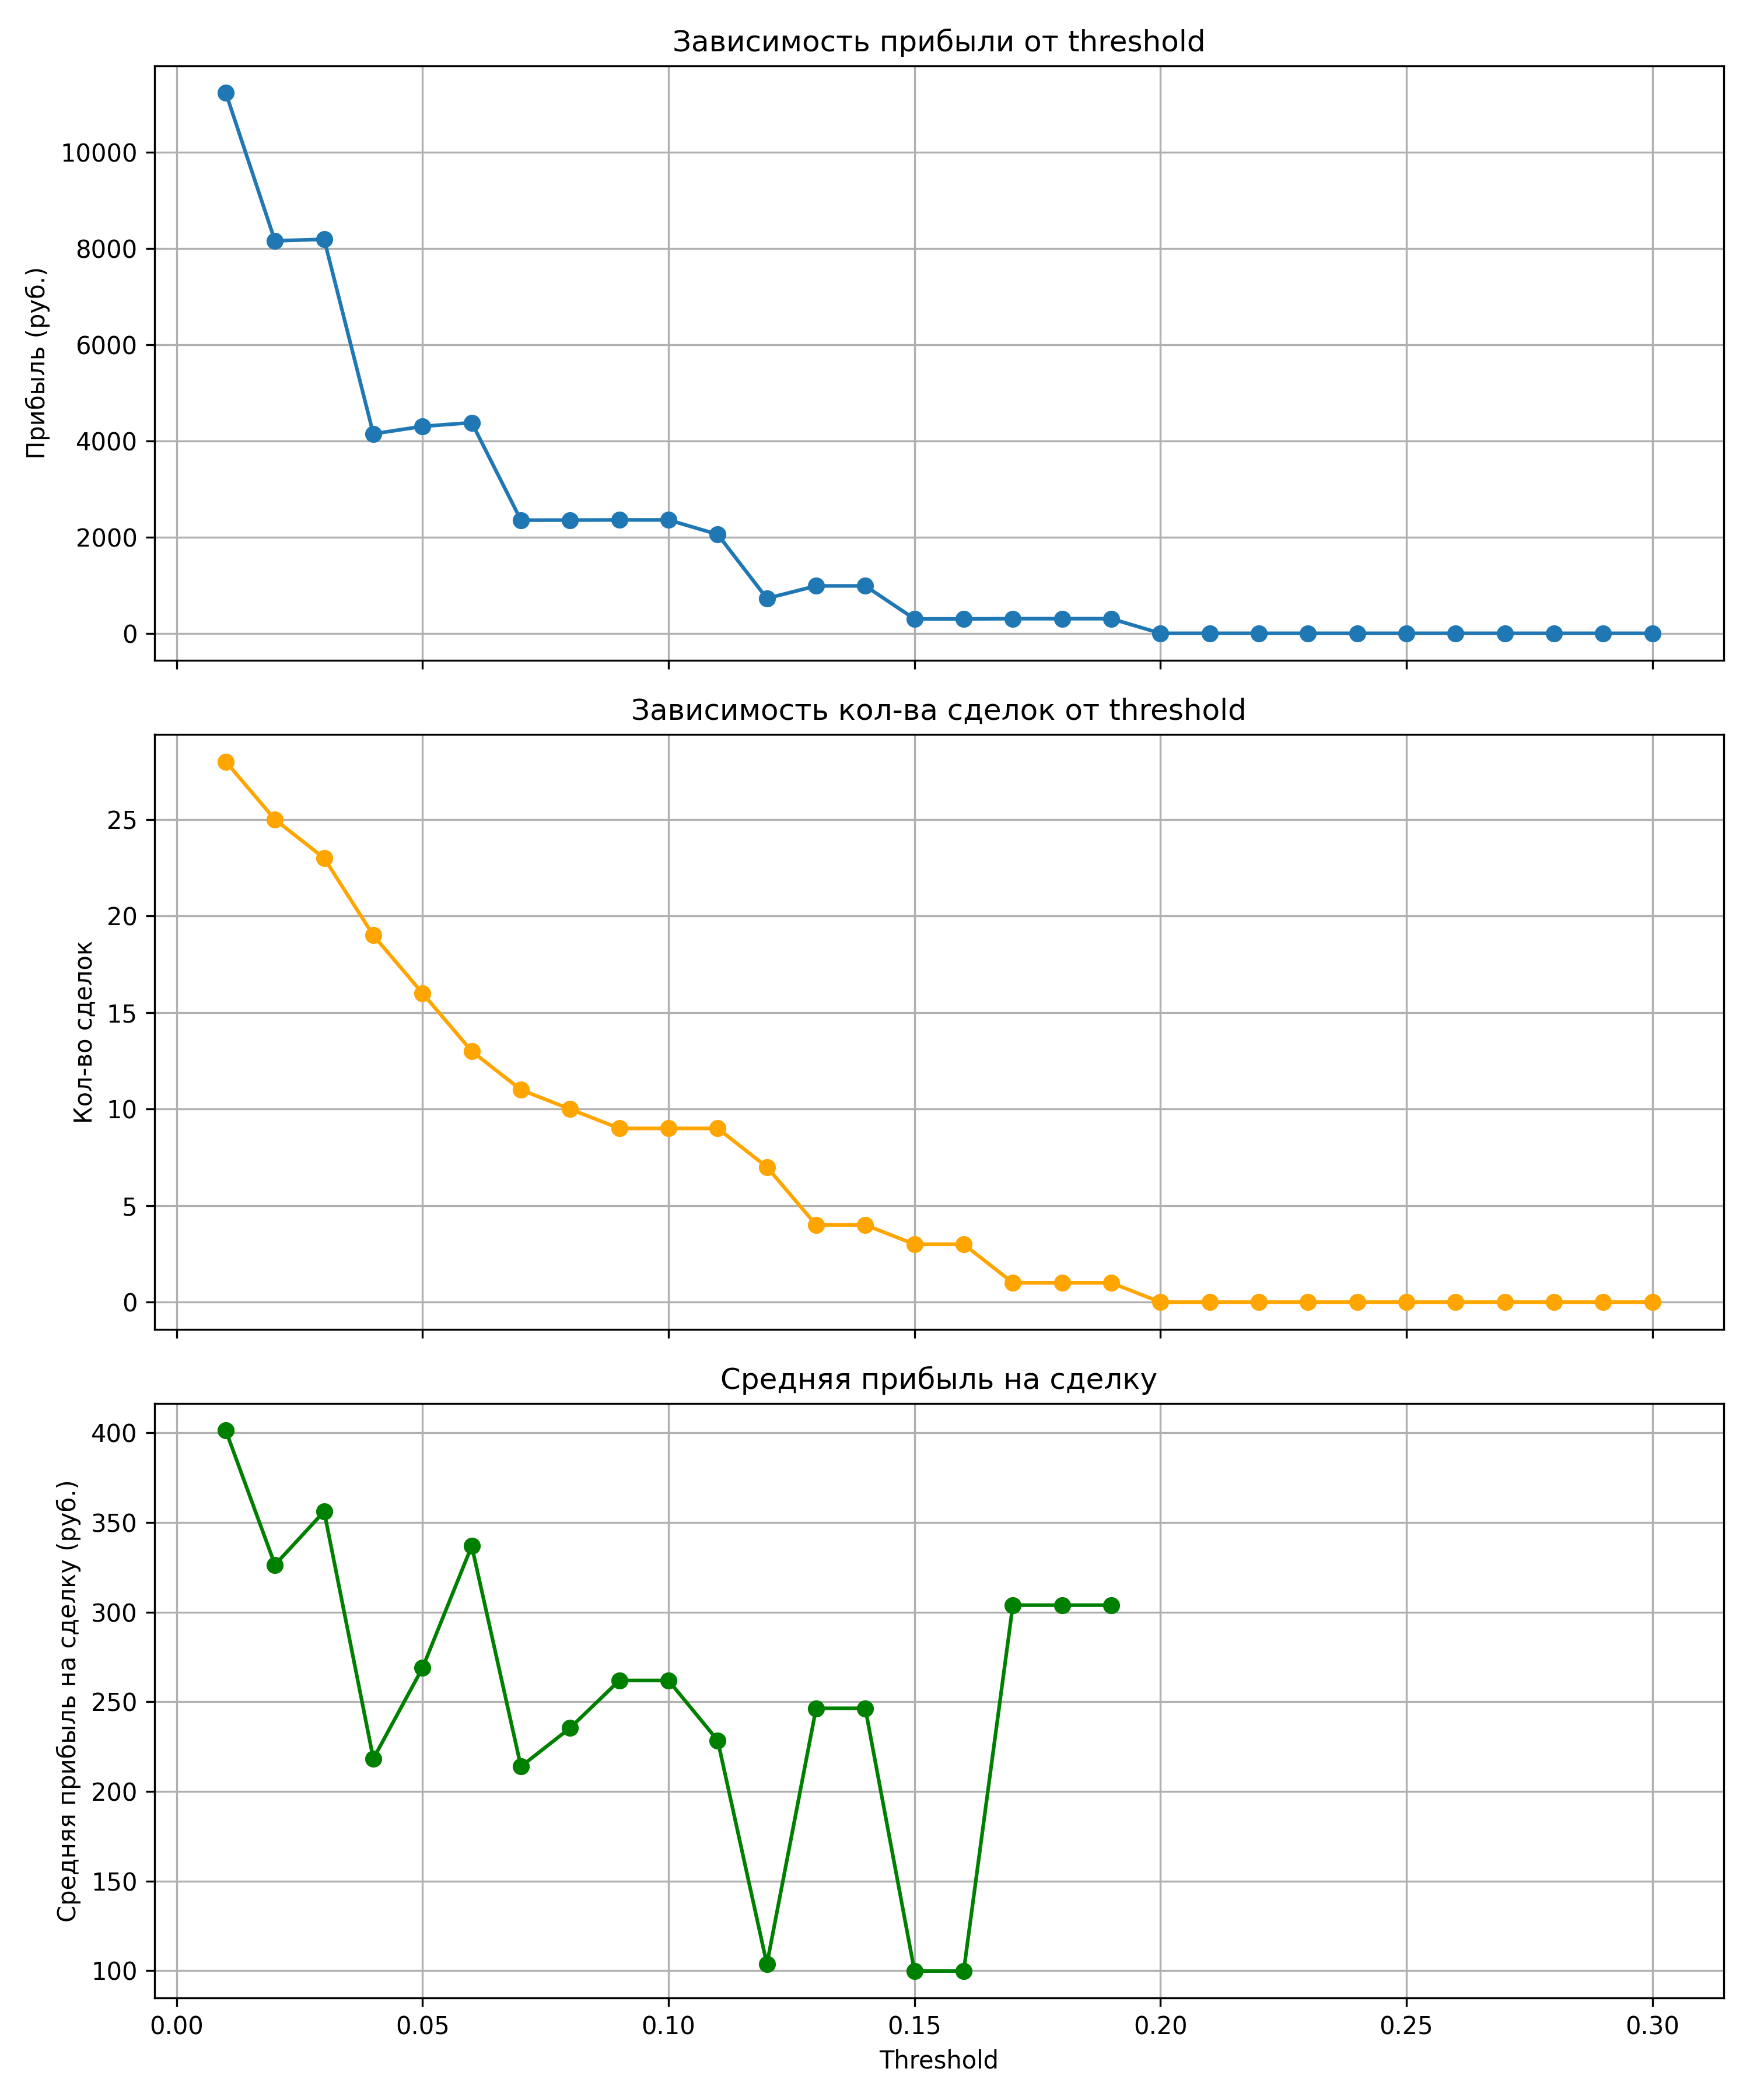 Зависимость прибыли от threshold
Прибыль (руб.)
10000
8000
6000
4000
2000
0
Зависимость кол-ва сделок от threshold
Кол-во сделок
25
20
15
10
5
0
Средняя прибыль на сделку
Средняя прибыль на сделку (руб.)
400
350
300
250
200
150
100
0.00 0.05 0.10 0.15 0.20 0.25 0.30
Threshold